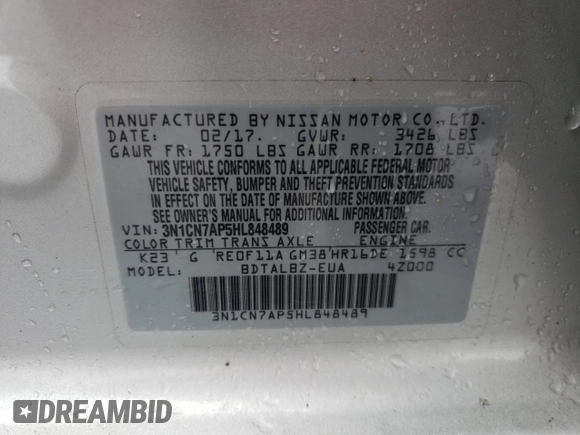 MANUFACTURED BY NISSAN MOTOR CO., LTD.
DATE: 02/17. GVWR: 3426 LBS
GAWR FR: 1750 LBS GAWR RR: 1708 LBS
THIS VEHICLE CONFORMS TO ALL APPLICABLE FEDERAL MOTOR
VEHICLE SAFETY, BUMPER AND THEFT PREVENTION STANDARDS
IN EFFECT ON THE DATE OF MANUFACTURE SHOWN ABOVE.
SEE OWNER'S MANUAL FOR ADDITIONAL INFORMATION.
VIN: 3N1CN7AP5HL848489 PASSENGER CAR.
COLOR TRIM TRANS AXLE ENGINE
K23 G RE0F11A GM38 HR16DE 1598 CC
MODEL: BDTALBZ-EUA 4Z000
3N1CN7AP5HL848489
DREAMBID